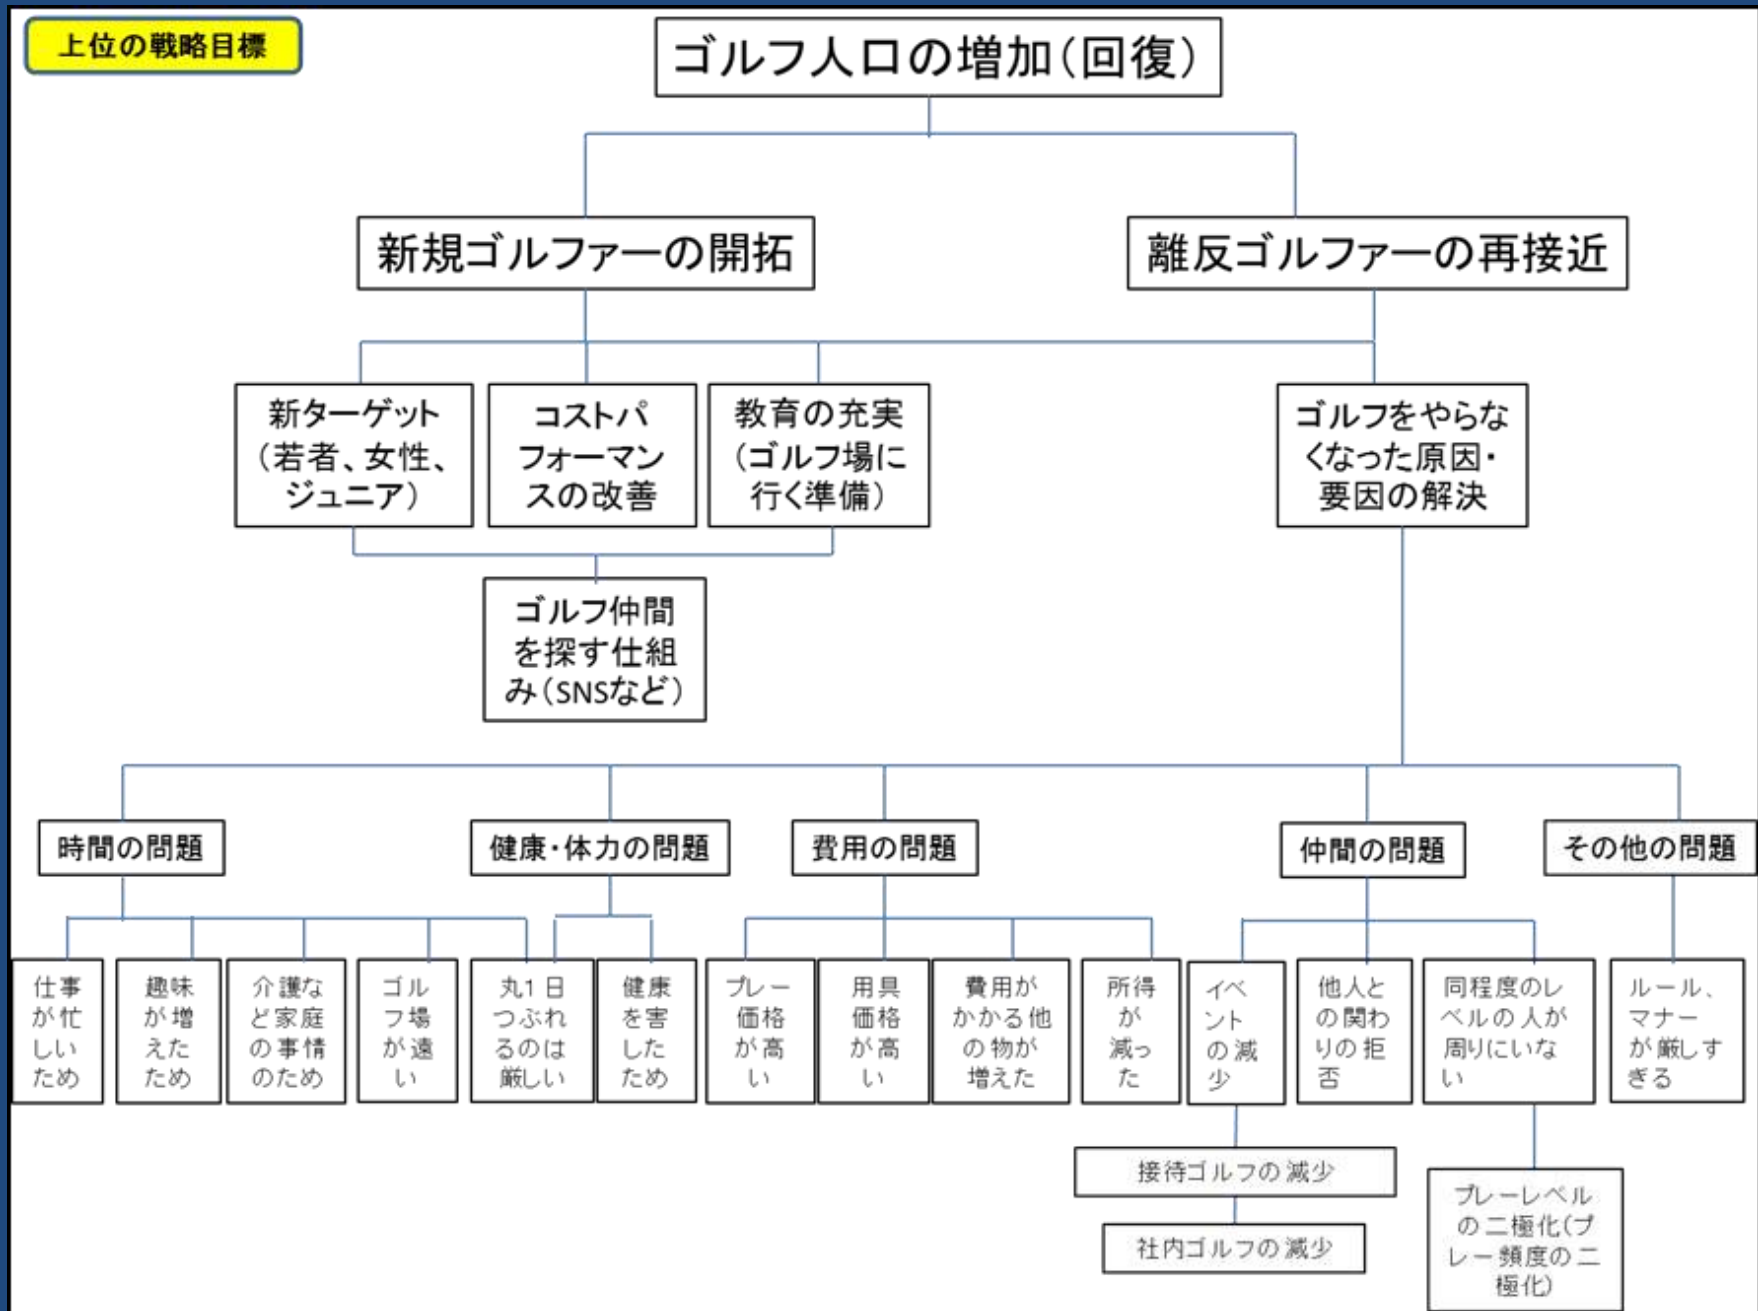 上位の戦略目標
ゴルフ人口の増加（回復）
新規ゴルファーの開拓
離反ゴルファーの再接近
新ターゲット
（若者、女性、
ジュニア）
コストパ
フォーマン
スの改善
教育の充実
（ゴルフ場に
行く準備）
ゴルフをやらな
くなった原因・
要因の解決
ゴルフ仲間
を探す仕組
み（SNSなど）
時間の問題
健康・体力の問題
費用の問題
仲間の問題
その他の問題
仕事
が忙
しい
ため
趣味
が増
えた
ため
介護な
ど家庭
の事情
のため
ゴル
フ場
が遠
い
丸1日
つぶれ
るのは
厳しい
健康
を害
した
ため
プレー
価格
が高
い
用具
価格
が高
い
費用が
かかる他
の物が
増えた
所得
が
減っ
た
イベ
ント
の減
少
他人と
の関わ
りの拒
否
同程度のレ
ベルの人が
周りにいな
い
ルール、
マナー
が厳しす
ぎる
接待ゴルフの減少
社内ゴルフの減少
プレーレベル
の二極化(プ
レー頻度の二
極化)